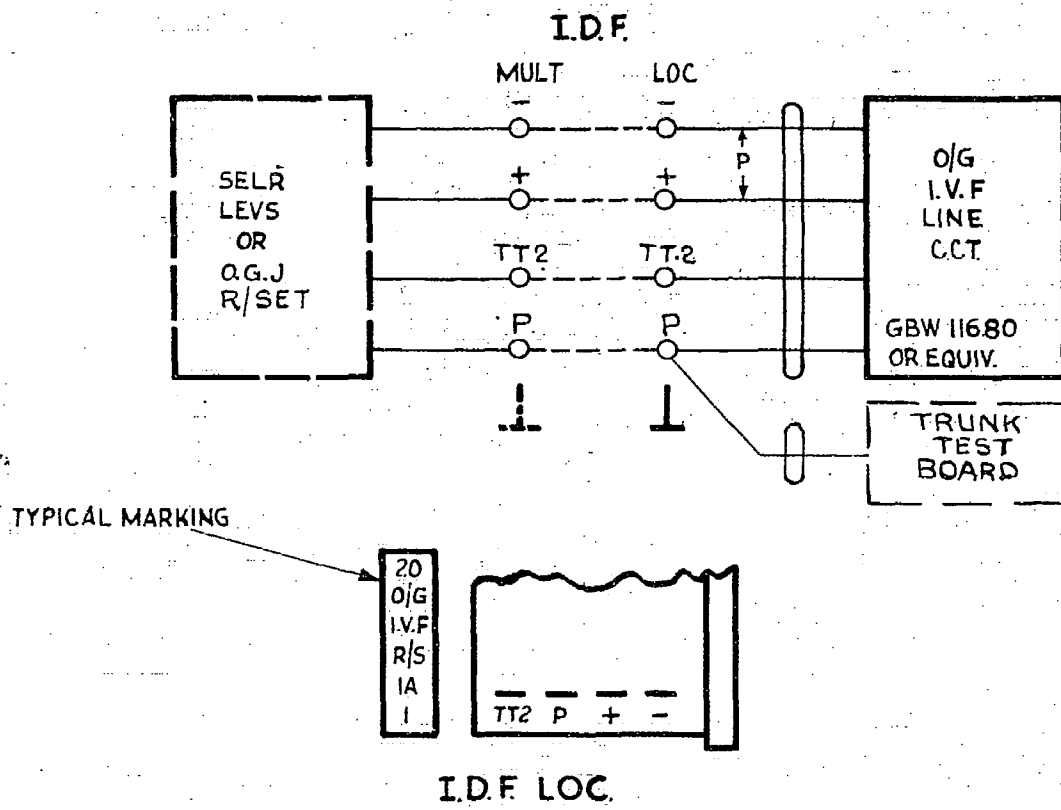 I.D.F.
MULT LOC
- -
+ +
TT2 TT.2
P. P.
P
SELR
LEVS
OR
O.G.J
R/SET
O/G
I.V.F
LINE
C.CT.
GBW 11680
OR EQUIV.
TRUNK
TEST
BOARD
TYPICAL MARKING
20
O/G
I.V.F
R/S
1A
1
TT2 P + -
I.D.F. LOC.